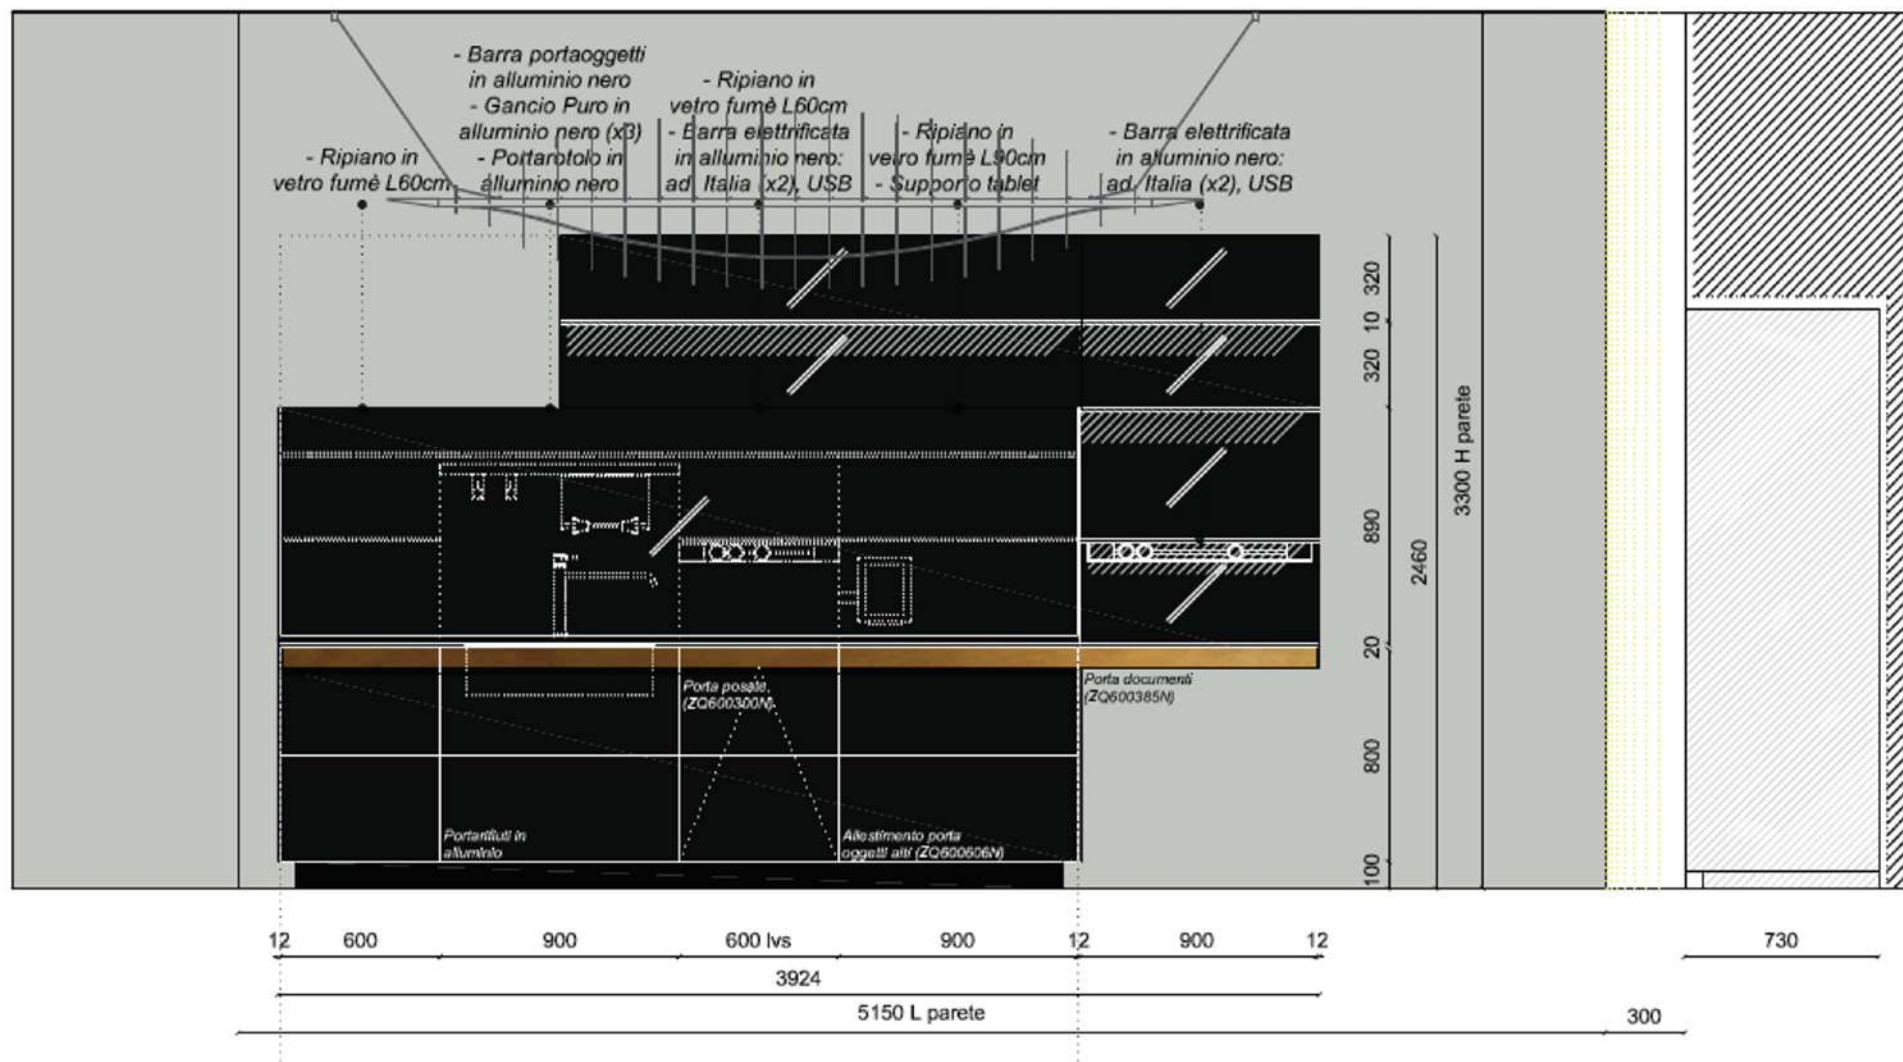 - Barra portaoggetti
in alluminio nero
- Gancio Puro in
alluminio nero (x3)
- Portarotolo in
alluminio nero
- Ripiano in
vetro fumè L60cm
- Ripiano in
vetro fumè L60cm
- Barra elettrificata
in alluminio nero:
ad. Italia (x2), USB
- Ripiano in
vetro fumè L90cm
- Supporto tablet
- Barra elettrificata
in alluminio nero:
ad. Italia (x2), USB
320
10
320
890
20
800
100
2460
3300 H parete
Porta posate
(ZQ600300N)
Porta documenti
(ZQ600385N)
Portarifiuti in
alluminio
Allestimento porta
oggetti alti (ZQ600606N)
12 600 900 600 lvs 900 12 900 12 730
3924
5150 L parete 300